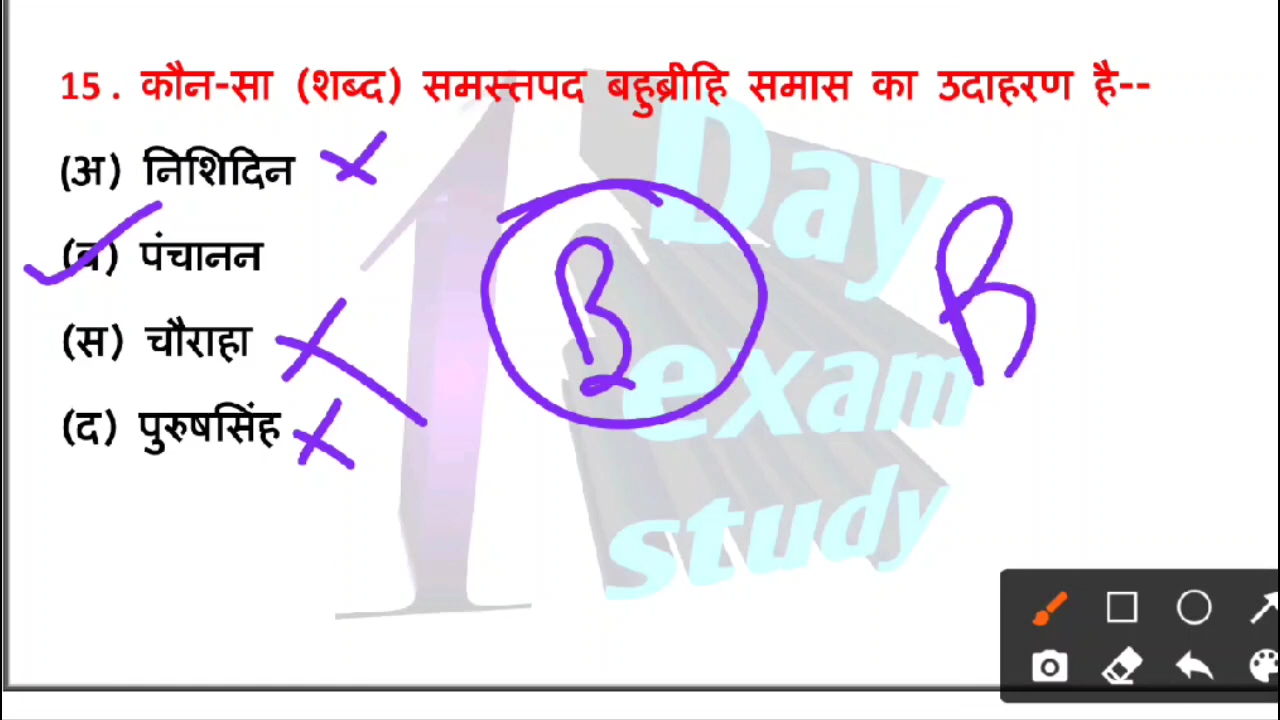 15. कौन-सा (शब्द) समस्तपद बहुब्रीहि समास का उदाहरण है--
(अ) निशिदिन
(ब) पंचानन
(स) चौराहा
(द) पुरुषसिंह
B
B
1 Day
exam
study